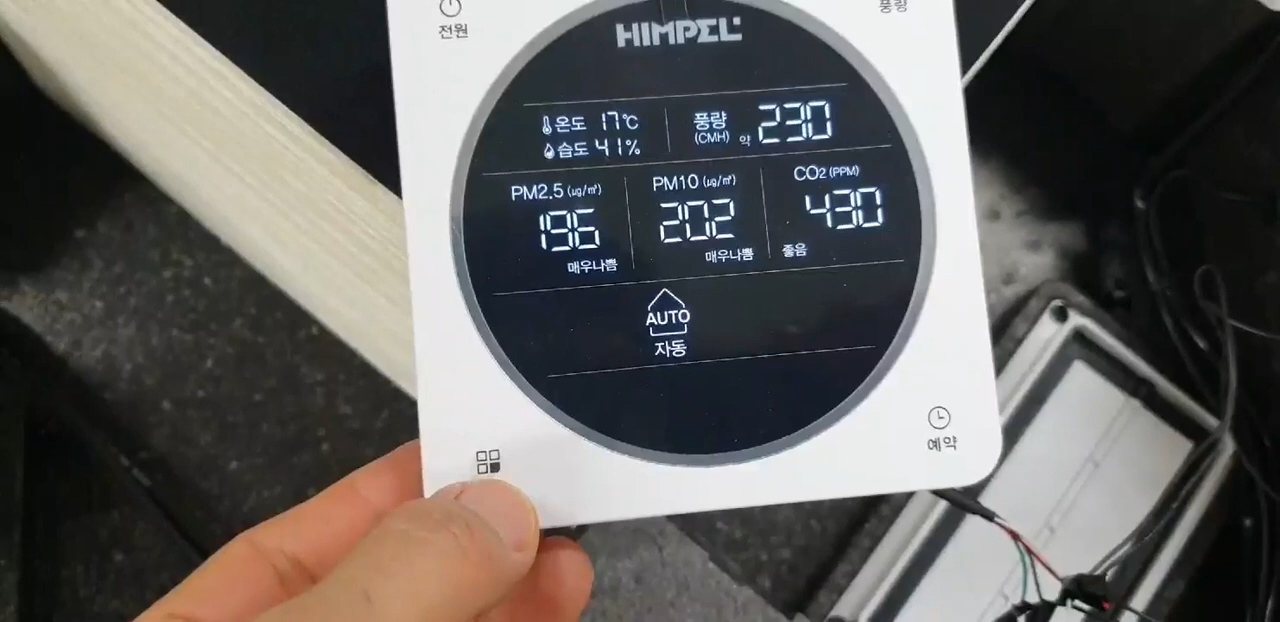 전원
풍량
HIMPEL
온도 17℃
습도 41%
풍량
(CMH)
약 230
PM2.5 (㎍/㎥)
196
매우나쁨
PM10 (㎍/㎥)
202
매우나쁨
CO2 (PPM)
430
좋음
AUTO
자동
예약